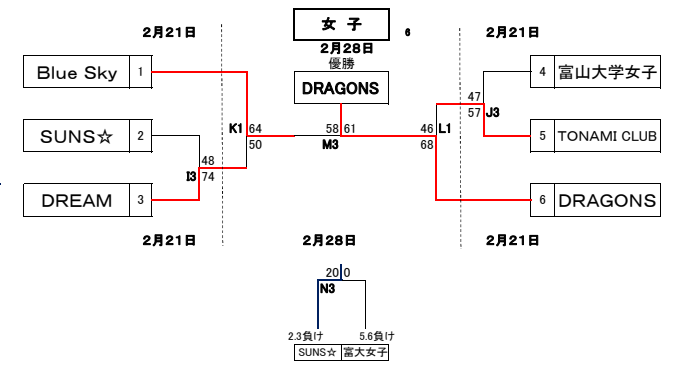 女 子
6
2月21日
2月28日
2月21日
優勝
Blue Sky 1
DRAGONS
4 富山大学女子
47
57 J3
K1 64
50
58 61
M3
46 L1
68
SUNS☆ 2
5 TONAMI CLUB
48
I3 74
DREAM 3
6 DRAGONS
2月21日
2月28日
2月21日
20 0
N3
2.3負け
5.6負け
SUNS☆ 富大女子